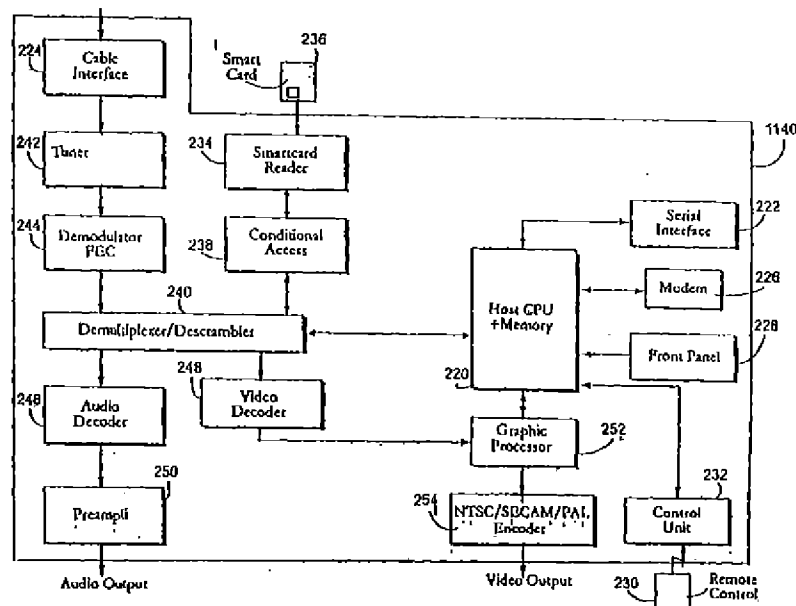 224
Cable
Interface
Smart
Card
236
242
Tuner
234
Smartcard
Reader
1140
244
Demodulator
FEC
238
Conditional
Access
Serial
Interface
222
240
Demultiplexer/Descrambler
Host CPU
+Memory
220
Modem
226
Front Panel
228
248
Audio
Decoder
248
Video
Decoder
Graphic
Processor
252
250
Preampli
254
NTSC/SECAM/PAL
Encoder
232
Control
Unit
Audio Output
Video Output
230
Remote
Control